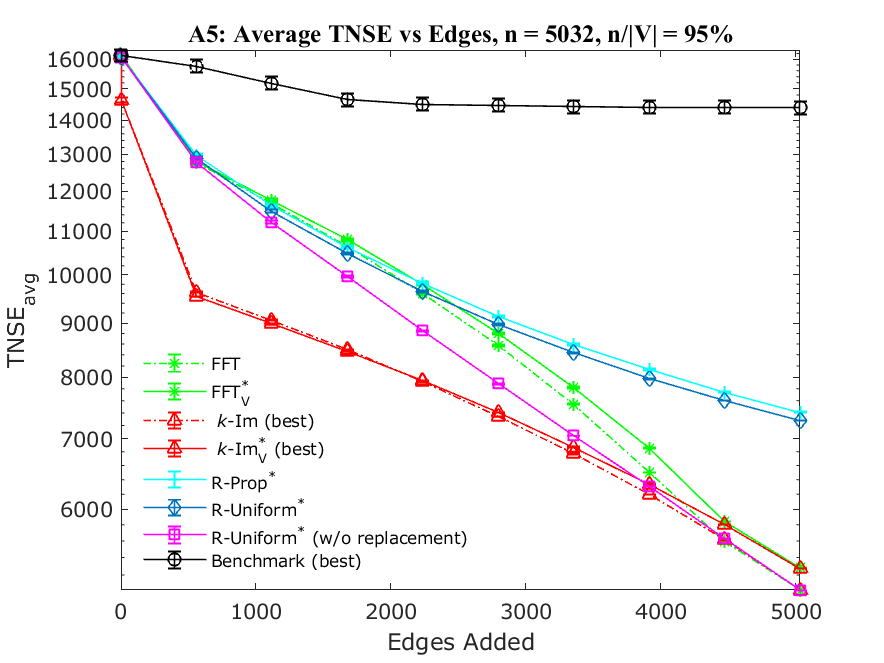 A5: Average TNSE vs Edges, n = 5032, n/|V| = 95%
16000
15000
14000
13000
12000
11000
10000
9000
8000
7000
6000
TNSE_avg
FFT
FFT*_V
k-Im (best)
k-Im*_V (best)
R-Prop*
R-Uniform*
R-Uniform* (w/o replacement)
Benchmark (best)
0 1000 2000 3000 4000 5000
Edges Added